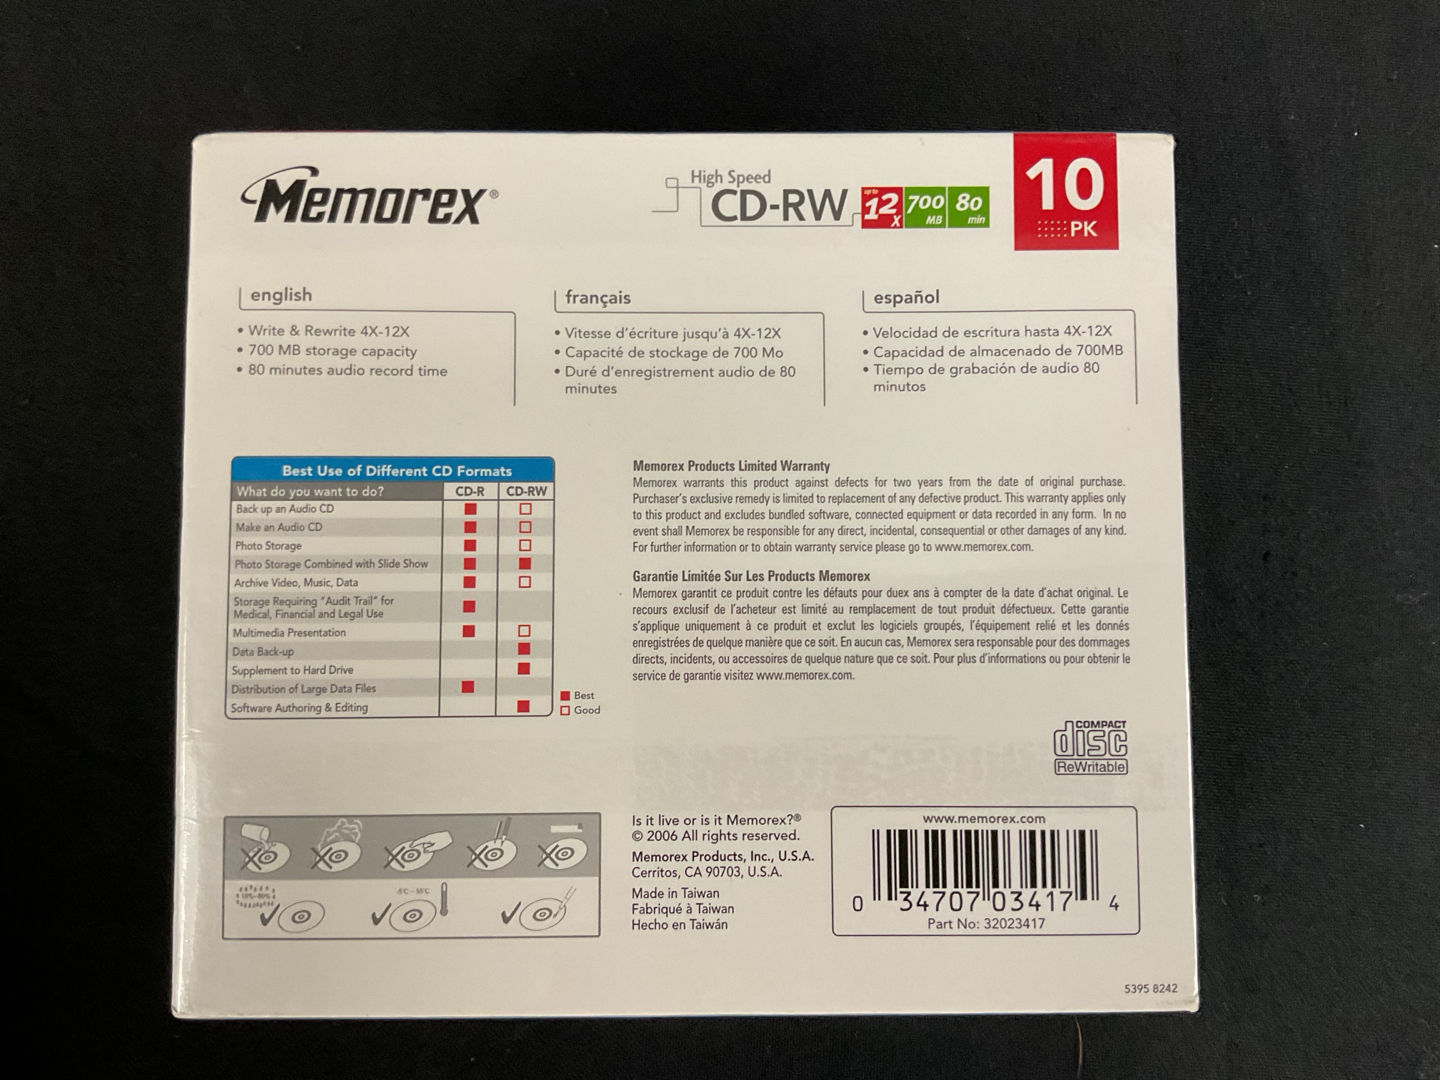 Memorex®
High Speed
CD-RW
up to
12
X
700
MB
80
min
10
PK
english
• Write & Rewrite 4X-12X
• 700 MB storage capacity
• 80 minutes audio record time
français
• Vitesse d'écriture jusqu'à 4X-12X
• Capacité de stockage de 700 Mo
• Duré d'enregistrement audio de 80
minutes
español
• Velocidad de escritura hasta 4X-12X
• Capacidad de almacenado de 700MB
• Tiempo de grabación de audio 80
minutos
Best Use of Different CD Formats
What do you want to do? CD-R CD-RW
Back up an Audio CD
Make an Audio CD
Photo Storage
Photo Storage Combined with Slide Show
Archive Video, Music, Data
Storage Requiring "Audit Trail" for
Medical, Financial and Legal Use
Multimedia Presentation
Data Back-up
Supplement to Hard Drive
Distribution of Large Data Files
Software Authoring & Editing
Best
Good
Memorex Products Limited Warranty
Memorex warrants this product against defects for two years from the date of original purchase.
Purchaser's exclusive remedy is limited to replacement of any defective product. This warranty applies only
to this product and excludes bundled software, connected equipment or data recorded in any form. In no
event shall Memorex be responsible for any direct, incidental, consequential or other damages of any kind.
For further information or to obtain warranty service please go to www.memorex.com.
Garantie Limitée Sur Les Products Memorex
Memorex garantit ce produit contre les défauts pour duex ans à compter de la date d'achat original. Le
recours exclusif de l'acheteur est limité au remplacement de tout produit défectueux. Cette garantie
s'applique uniquement à ce produit et exclut les logiciels groupés, l'équipement relié et les donnés
enregistrées de quelque manière que ce soit. En aucun cas, Memorex sera responsable pour des dommages
directs, incidents, ou accessoires de quelque nature que ce soit. Pour plus d'informations ou pour obtenir le
service de garantie visitez www.memorex.com.
COMPACT
disc
ReWritable
10%-90%
-5°C - 55°C
Is it live or is it Memorex?®
© 2006 All rights reserved.
Memorex Products, Inc., U.S.A.
Cerritos, CA 90703, U.S.A.
Made in Taiwan
Fabriqué à Taiwan
Hecho en Taiwán
www.memorex.com
0 34707 03417 4
Part No: 32023417
5395 8242